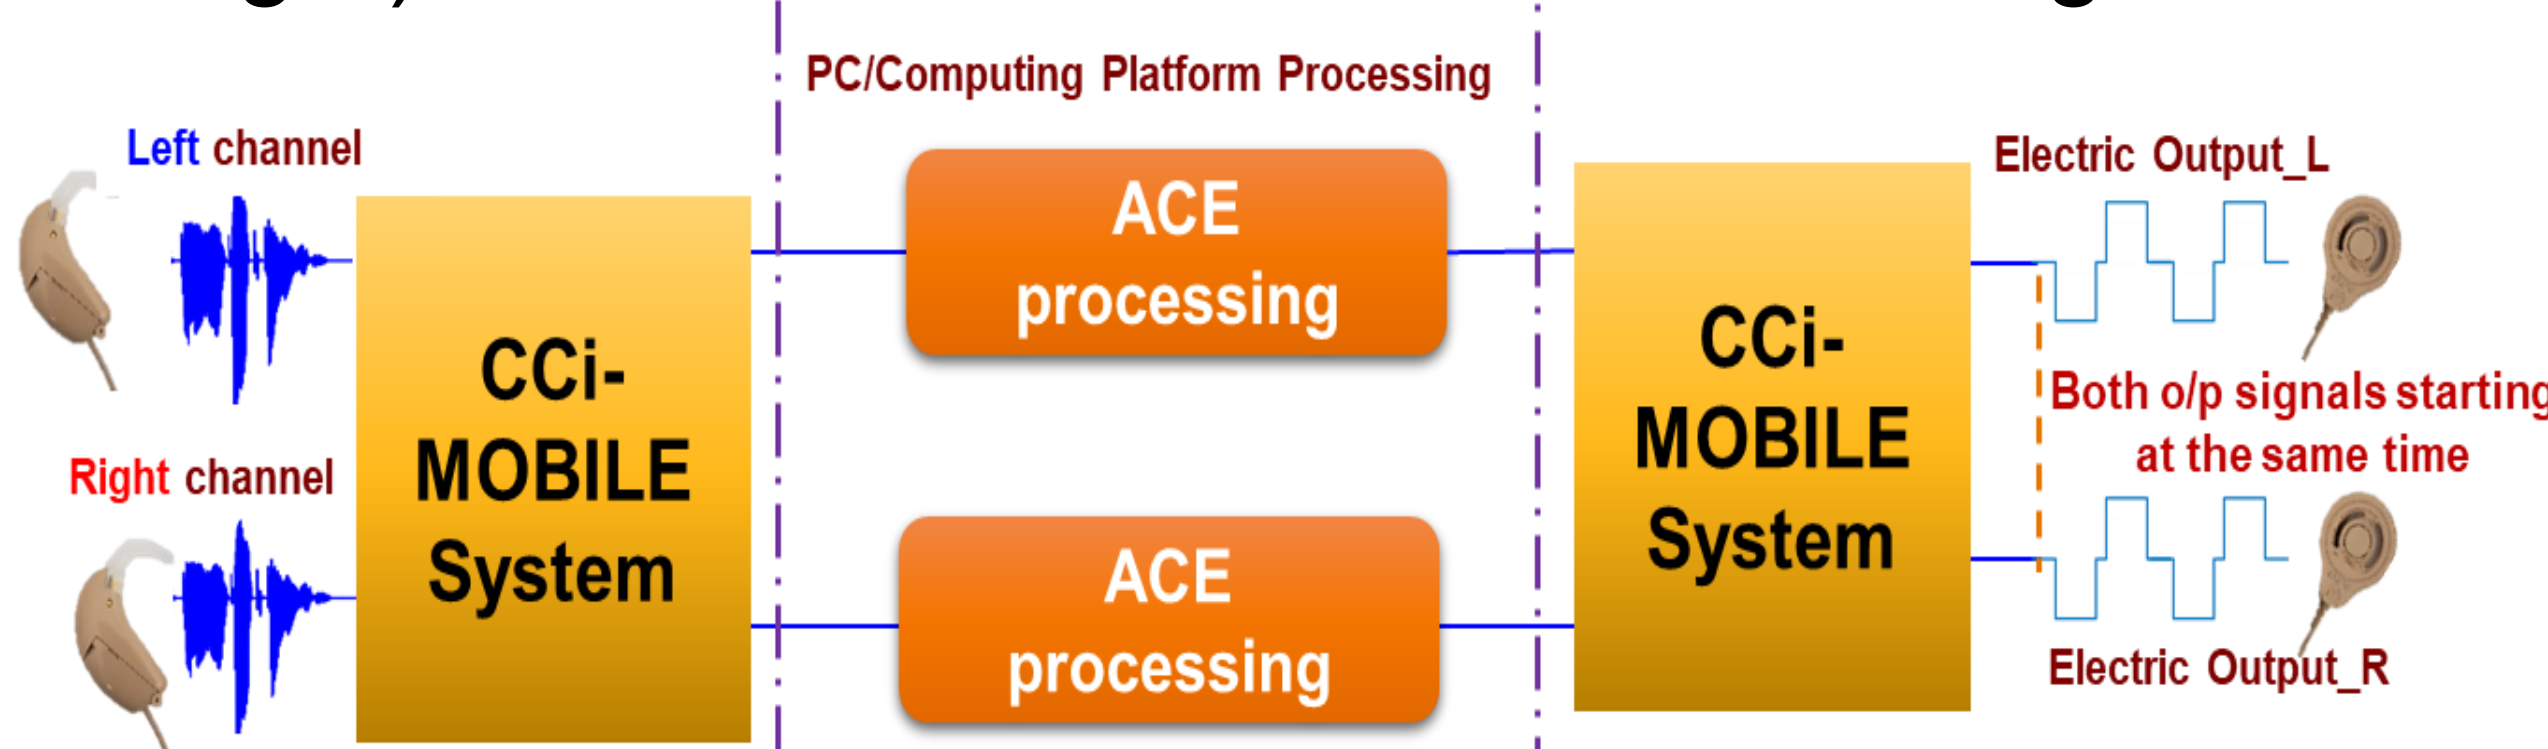 PC/Computing Platform Processing
Left channel
Right channel
CCi-
MOBILE
System
ACE
processing
ACE
processing
CCi-
MOBILE
System
Electric Output_L
Both o/p signals starting
at the same time
Electric Output_R